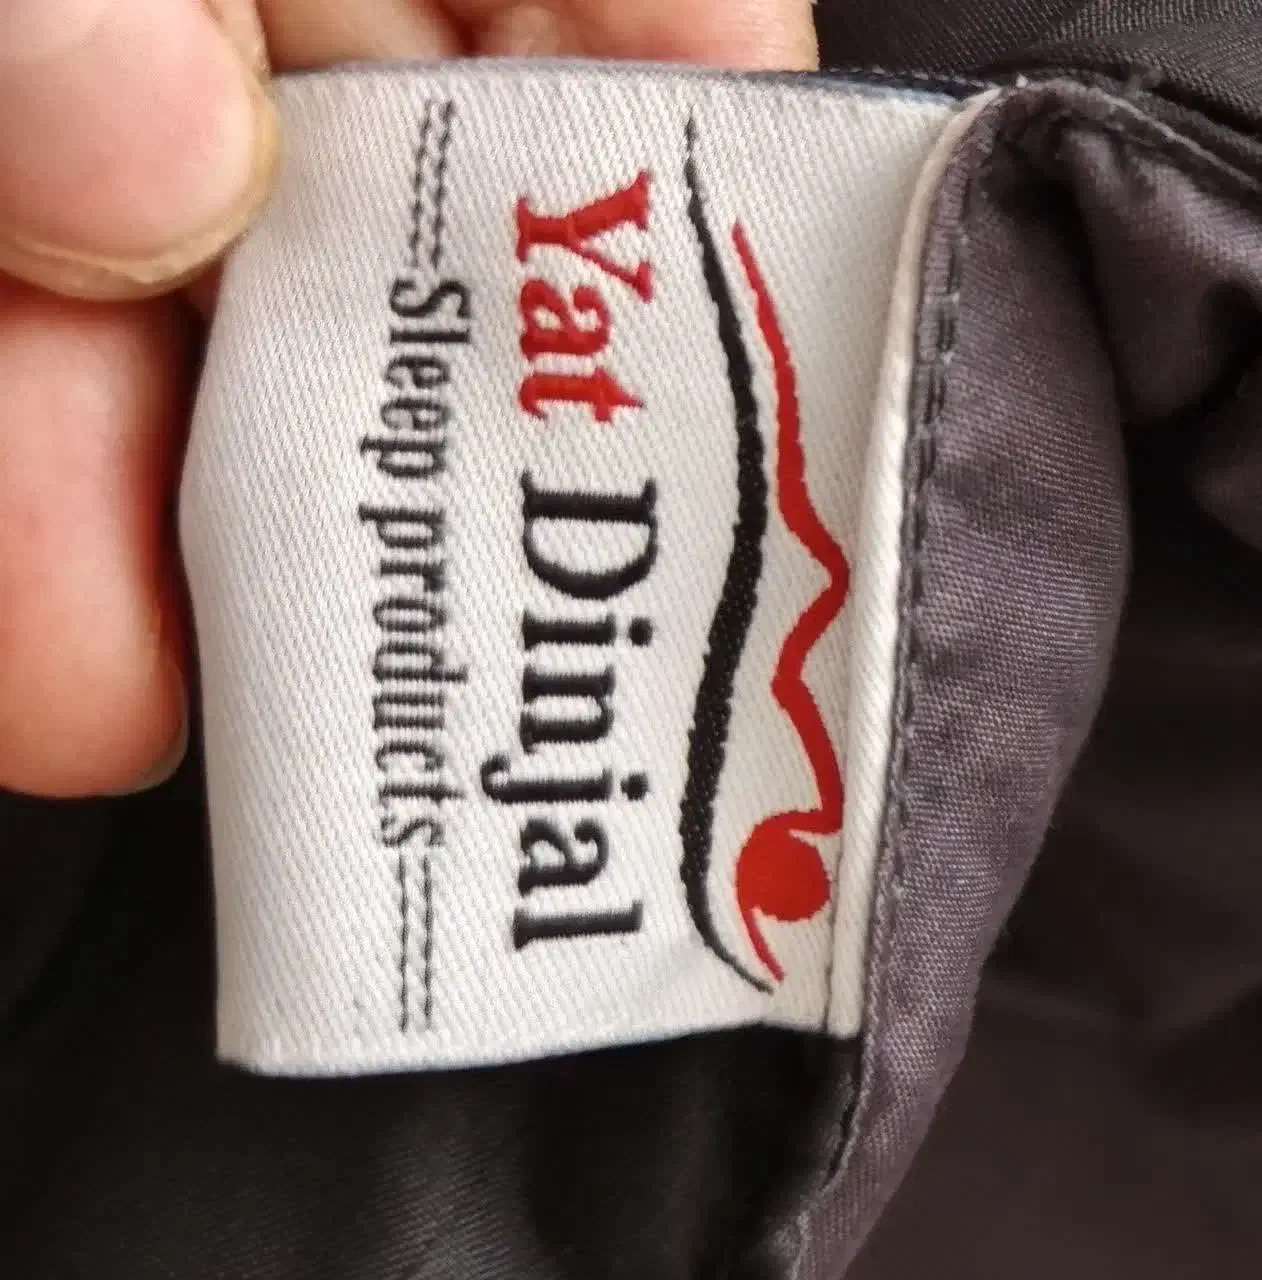 Yat Dinjal
Sleep products